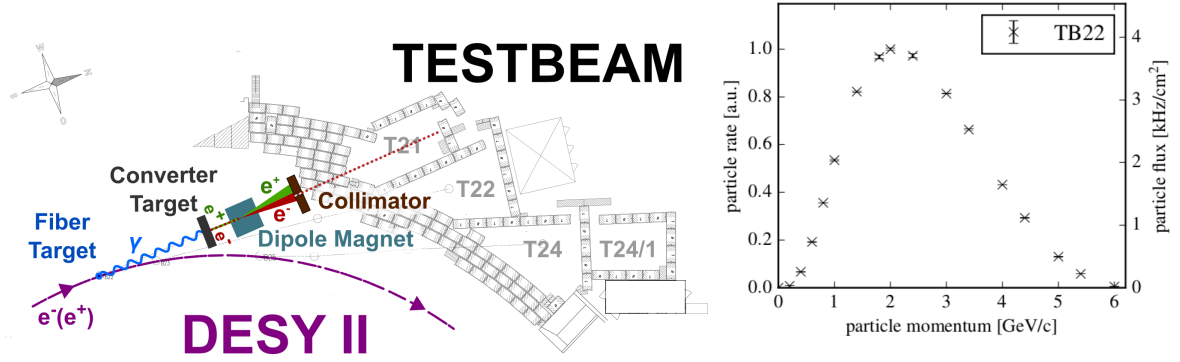 TESTBEAM
W
N
S
O
T21
T22
T24
T24/1
Converter
Target
e+
e-
e+
e-
Collimator
Dipole Magnet
Fiber
Target
γ
e-(e+)
DESY II
TB22
particle rate [a.u.]
1.0
0.8
0.6
0.4
0.2
0.0
0 1 2 3 4 5 6
particle momentum [GeV/c]
4
3
2
1
0
particle flux [kHz/cm²]